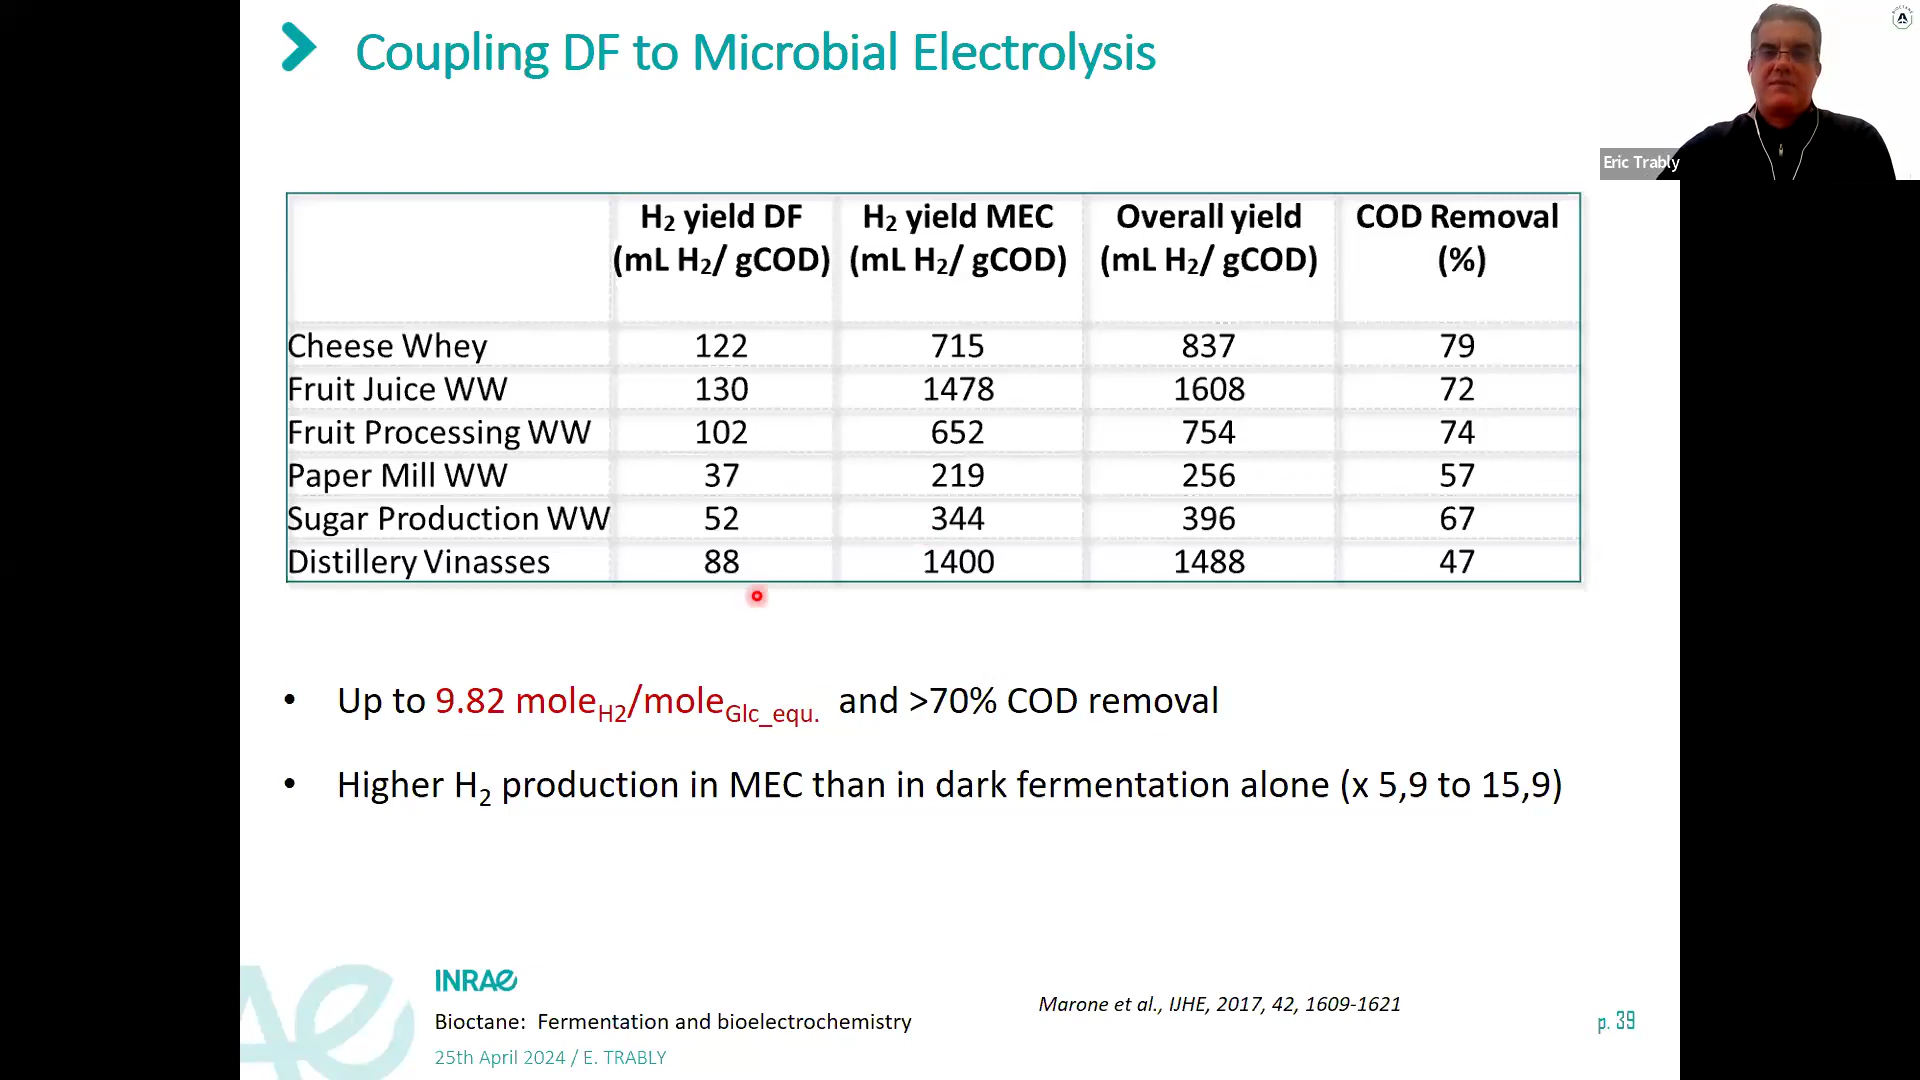 Coupling DF to Microbial Electrolysis
Eric Trably
H2 yield DF (mL H2/ gCOD) H2 yield MEC (mL H2/ gCOD) Overall yield (mL H2/ gCOD) COD Removal (%)
Cheese Whey 122 715 837 79
Fruit Juice WW 130 1478 1608 72
Fruit Processing WW 102 652 754 74
Paper Mill WW 37 219 256 57
Sugar Production WW 52 344 396 67
Distillery Vinasses 88 1400 1488 47
• Up to 9.82 moleH2/moleGlc_equ. and >70% COD removal
• Higher H2 production in MEC than in dark fermentation alone (x 5,9 to 15,9)
INRAE
Marone et al., IJHE, 2017, 42, 1609-1621
Bioctane: Fermentation and bioelectrochemistry
p. 39
25th April 2024 / E. TRABLY